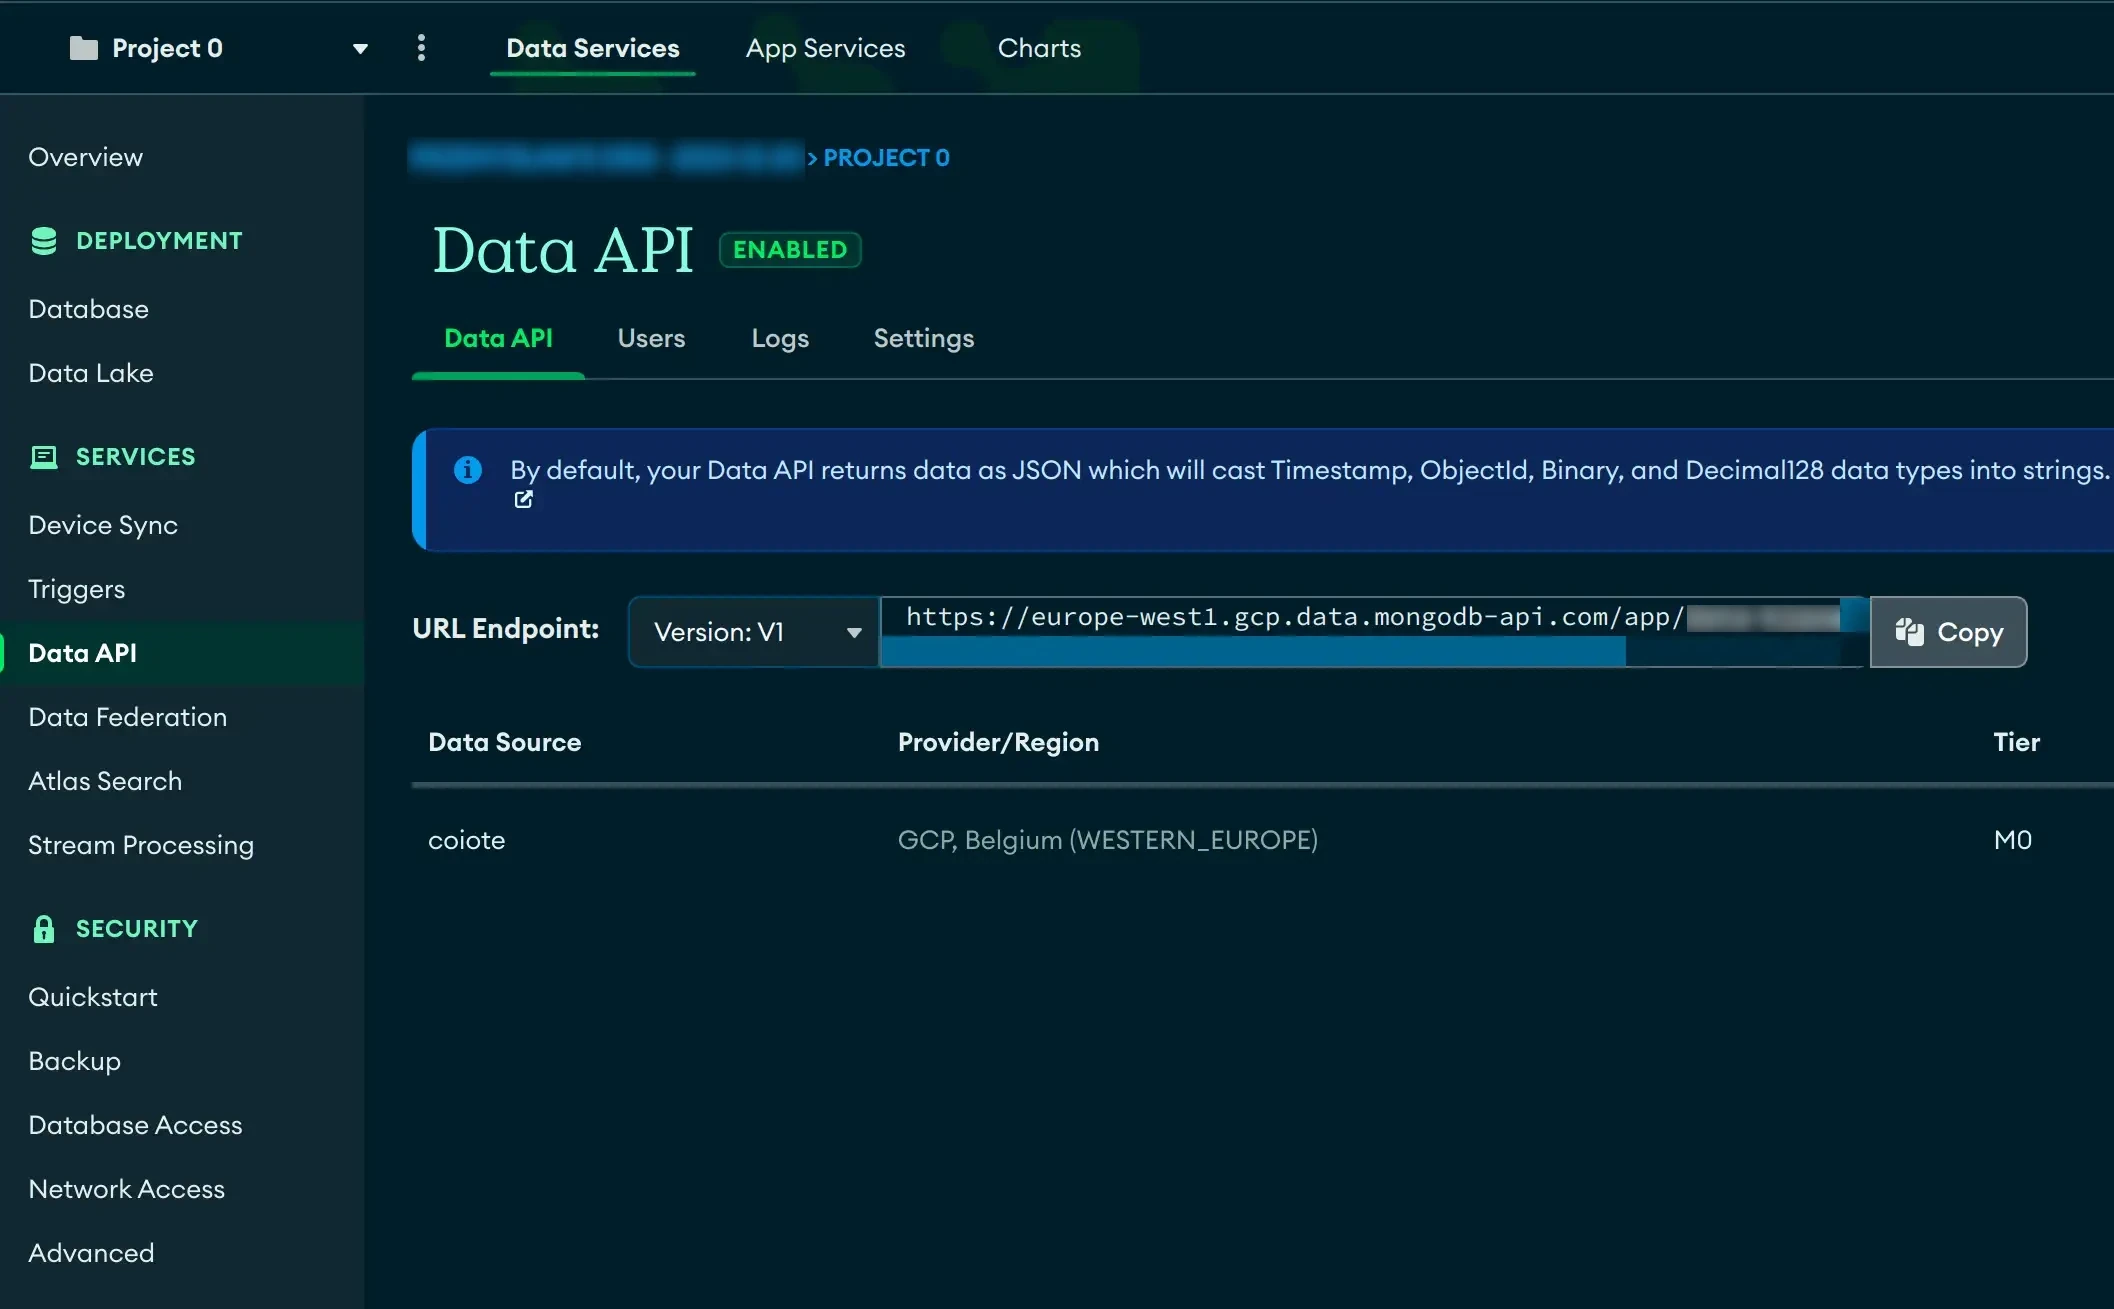 Project 0
Data Services
App Services
Charts
Overview
DEPLOYMENT
Database
Data Lake
SERVICES
Device Sync
Triggers
Data API
Data Federation
Atlas Search
Stream Processing
SECURITY
Quickstart
Backup
Database Access
Network Access
Advanced
> PROJECT 0
Data API ENABLED
Data API Users Logs Settings
By default, your Data API returns data as JSON which will cast Timestamp, ObjectId, Binary, and Decimal128 data types into strings.
URL Endpoint: Version: V1 https://europe-west1.gcp.data.mongodb-api.com/app/ Copy
Data Source Provider/Region Tier
coiote GCP, Belgium (WESTERN_EUROPE) M0